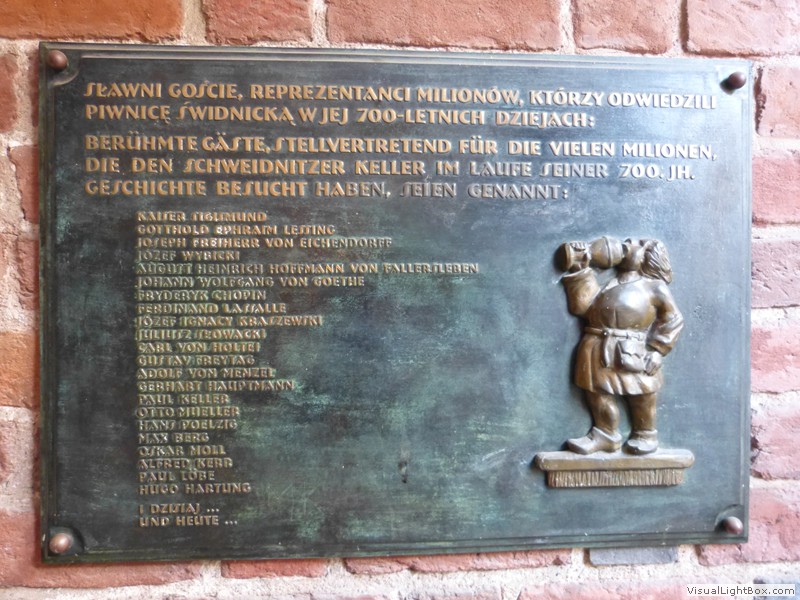 SŁAWNI GOŚCIE, REPREZENTANCI MILIONÓW, KTÓRZY ODWIEDZILI
PIWNICĘ ŚWIDNICKĄ W JEJ 700-LETNICH DZIEJACH:
BERÜHMTE GÄSTE, STELLVERTRETEND FÜR DIE VIELEN MILIONEN,
DIE DEN SCHWEIDNITZER KELLER IM LAUFE SEINER 700. JH.
GESCHICHTE BESUCHT HABEN, SEIEN GENANNT:
KAISER SIGISMUND
GOTTHOLD EPHRAIM LESSING
JOSEPH FREIHERR VON EICHENDORFF
JÓZEF WYBICKI
AUGUST HEINRICH HOFFMANN VON FALLERSLEBEN
JOHANN WOLFGANG VON GOETHE
FRYDERYK CHOPIN
FERDINAND LASSALLE
JÓZEF IGNACY KRASZEWSKI
JULIUSZ SŁOWACKI
CARL VON HOLTEI
GUSTAV FREYTAG
ADOLF VON MENZEL
GERHART HAUPTMANN
PAUL KELLER
OTTO MUELLER
HANS POELZIG
MAX BERG
OSKAR MOLL
ALFRED KERR
PAUL LÖBE
HUGO HARTUNG
I DZISIAJ ...
UND HEUTE ...
VisualLightBox.com